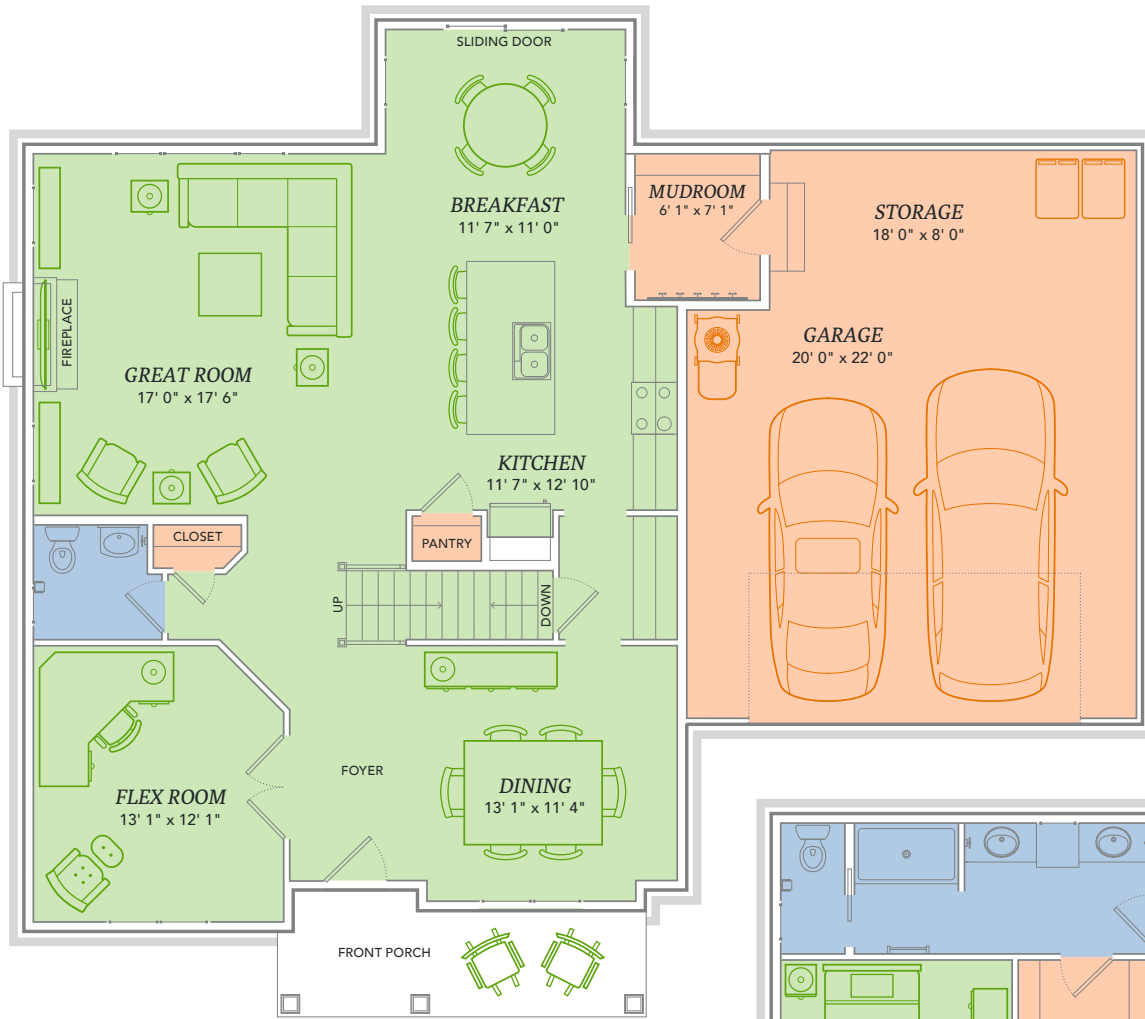 SLIDING DOOR
BREAKFAST
11' 7" x 11' 0"
MUDROOM
6' 1" x 7' 1"
STORAGE
18' 0" x 8' 0"
FIREPLACE
GREAT ROOM
17' 0" x 17' 6"
GARAGE
20' 0" x 22' 0"
KITCHEN
11' 7" x 12' 10"
CLOSET
PANTRY
UP
DOWN
FOYER
FLEX ROOM
13' 1" x 12' 1"
DINING
13' 1" x 11' 4"
FRONT PORCH